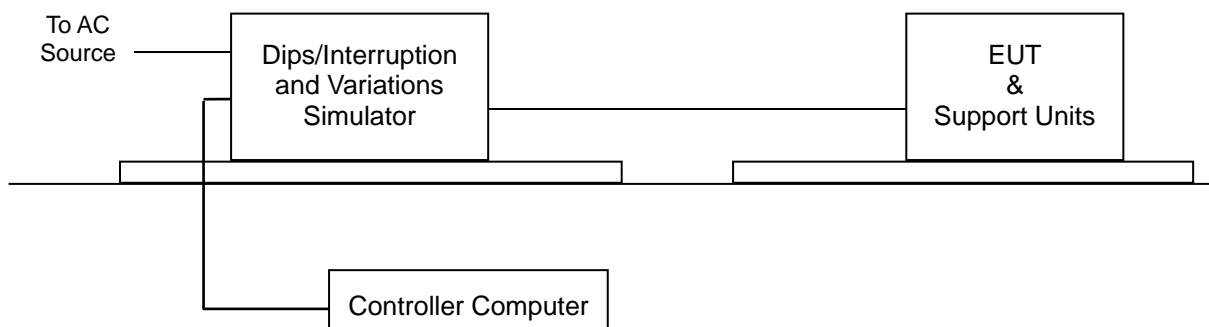 To AC
Source
Dips/Interruption
and Variations
Simulator
EUT
&
Support Units
Controller Computer